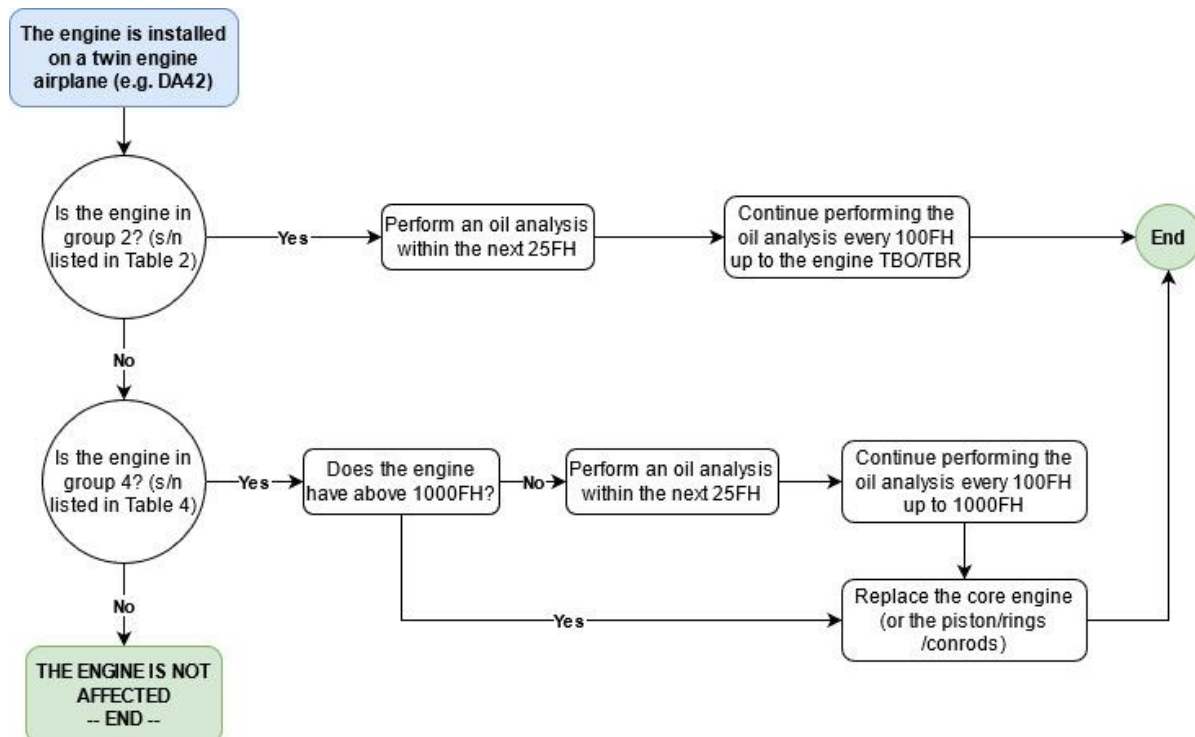 The engine is installed
on a twin engine
airplane (e.g. DA42)
Is the engine in
group 2? (s/n
listed in Table 2)
Yes
Perform an oil analysis
within the next 25FH
Continue performing the
oil analysis every 100FH
up to the engine TBO/TBR
End
No
Is the engine in
group 4? (s/n
listed in Table 4)
Yes
Does the engine
have above 1000FH?
No
Perform an oil analysis
within the next 25FH
Continue performing the
oil analysis every 100FH
up to 1000FH
Yes
Replace the core engine
(or the piston/rings
/conrods)
No
THE ENGINE IS NOT
AFFECTED
-- END --